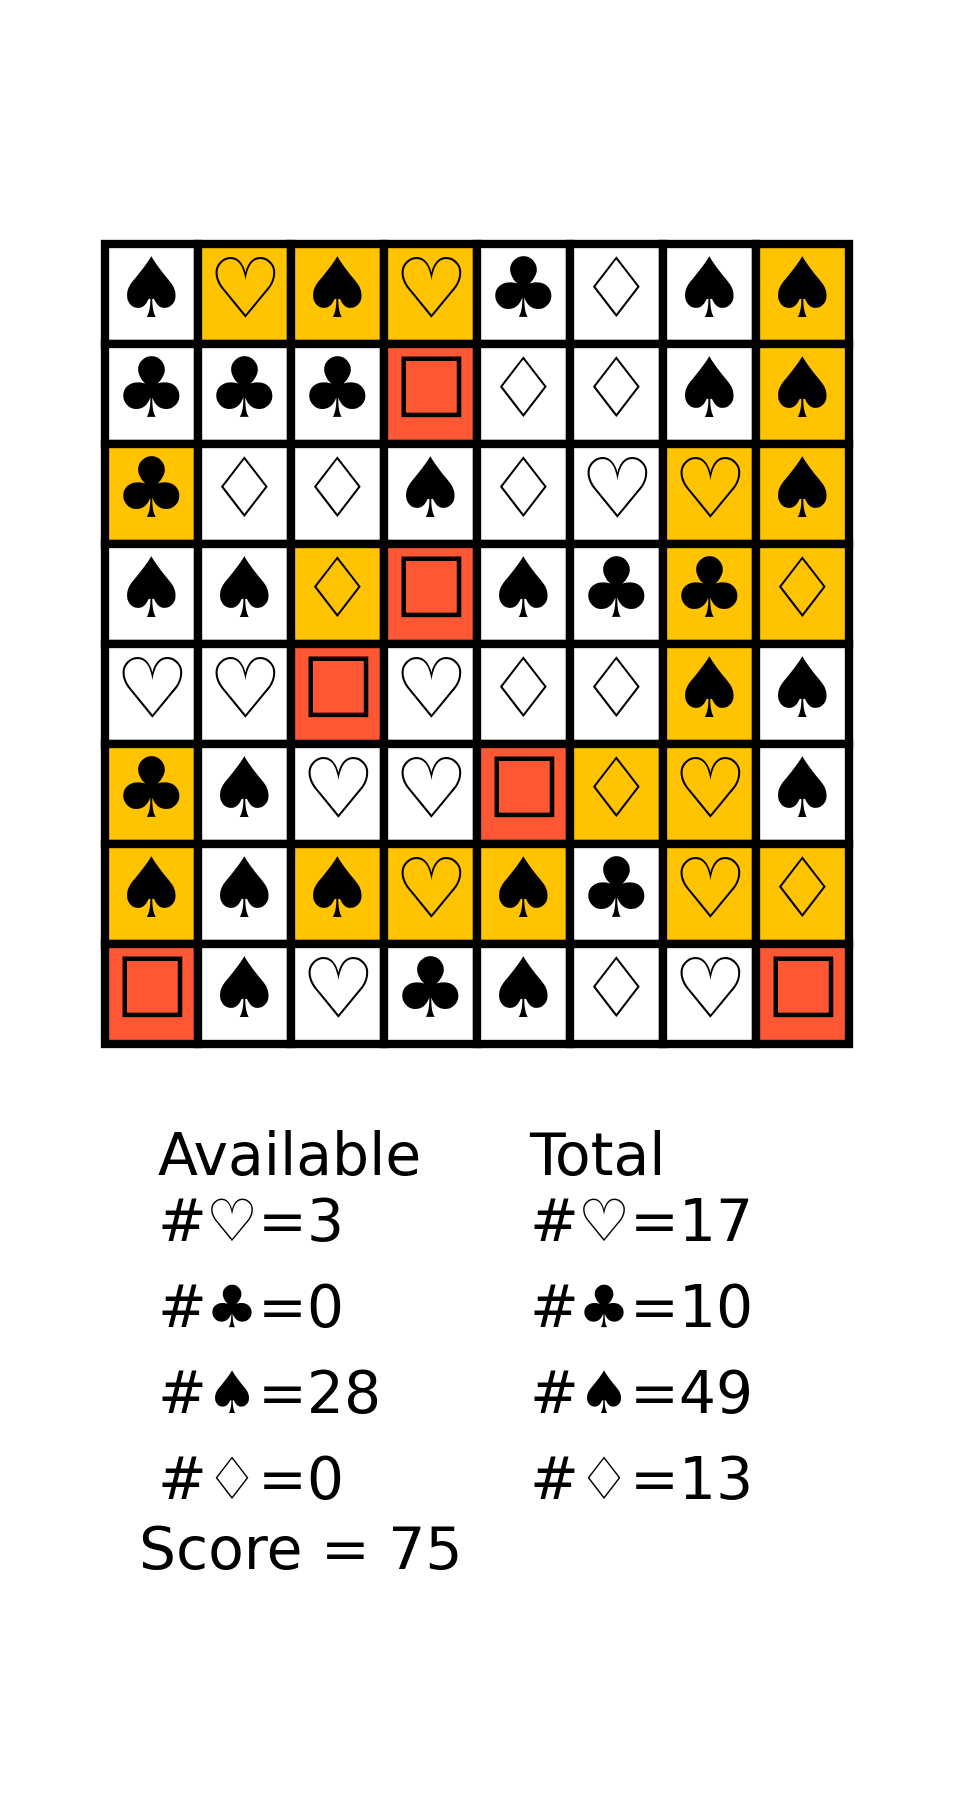 ♠ ♡ ♠ ♡ ♣ ♢ ♠ ♠
♣ ♣ ♣ □ ♢ ♢ ♠ ♠
♣ ♢ ♢ ♠ ♢ ♡ ♡ ♠
♠ ♠ ♢ □ ♠ ♣ ♣ ♢
♡ ♡ □ ♡ ♢ ♢ ♠ ♠
♣ ♠ ♡ ♡ □ ♢ ♡ ♠
♠ ♠ ♠ ♡ ♠ ♣ ♡ ♢
□ ♠ ♡ ♣ ♠ ♢ ♡ □
Available Total
#♡=3 #♡=17
#♣=0 #♣=10
#♠=28 #♠=49
#♢=0 #♢=13
Score = 75